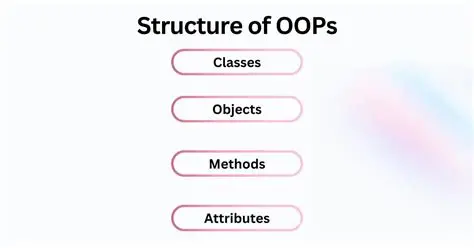 Structure of OOPs
Classes
Objects
Methods
Attributes